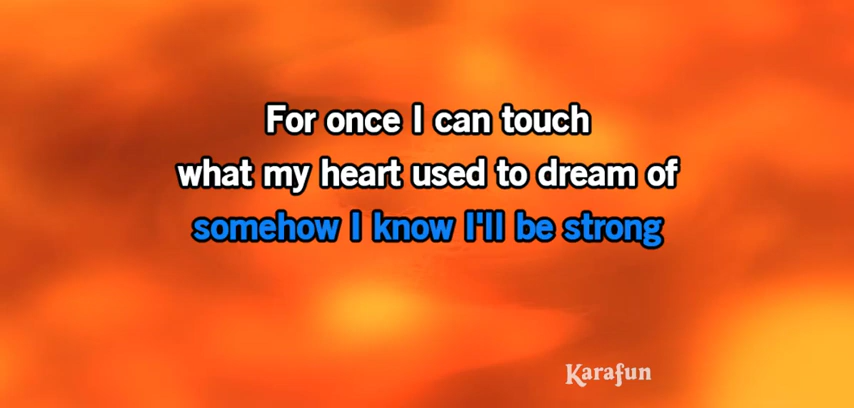 For once I can touch
what my heart used to dream of
somehow I know I'll be strong
Karafun